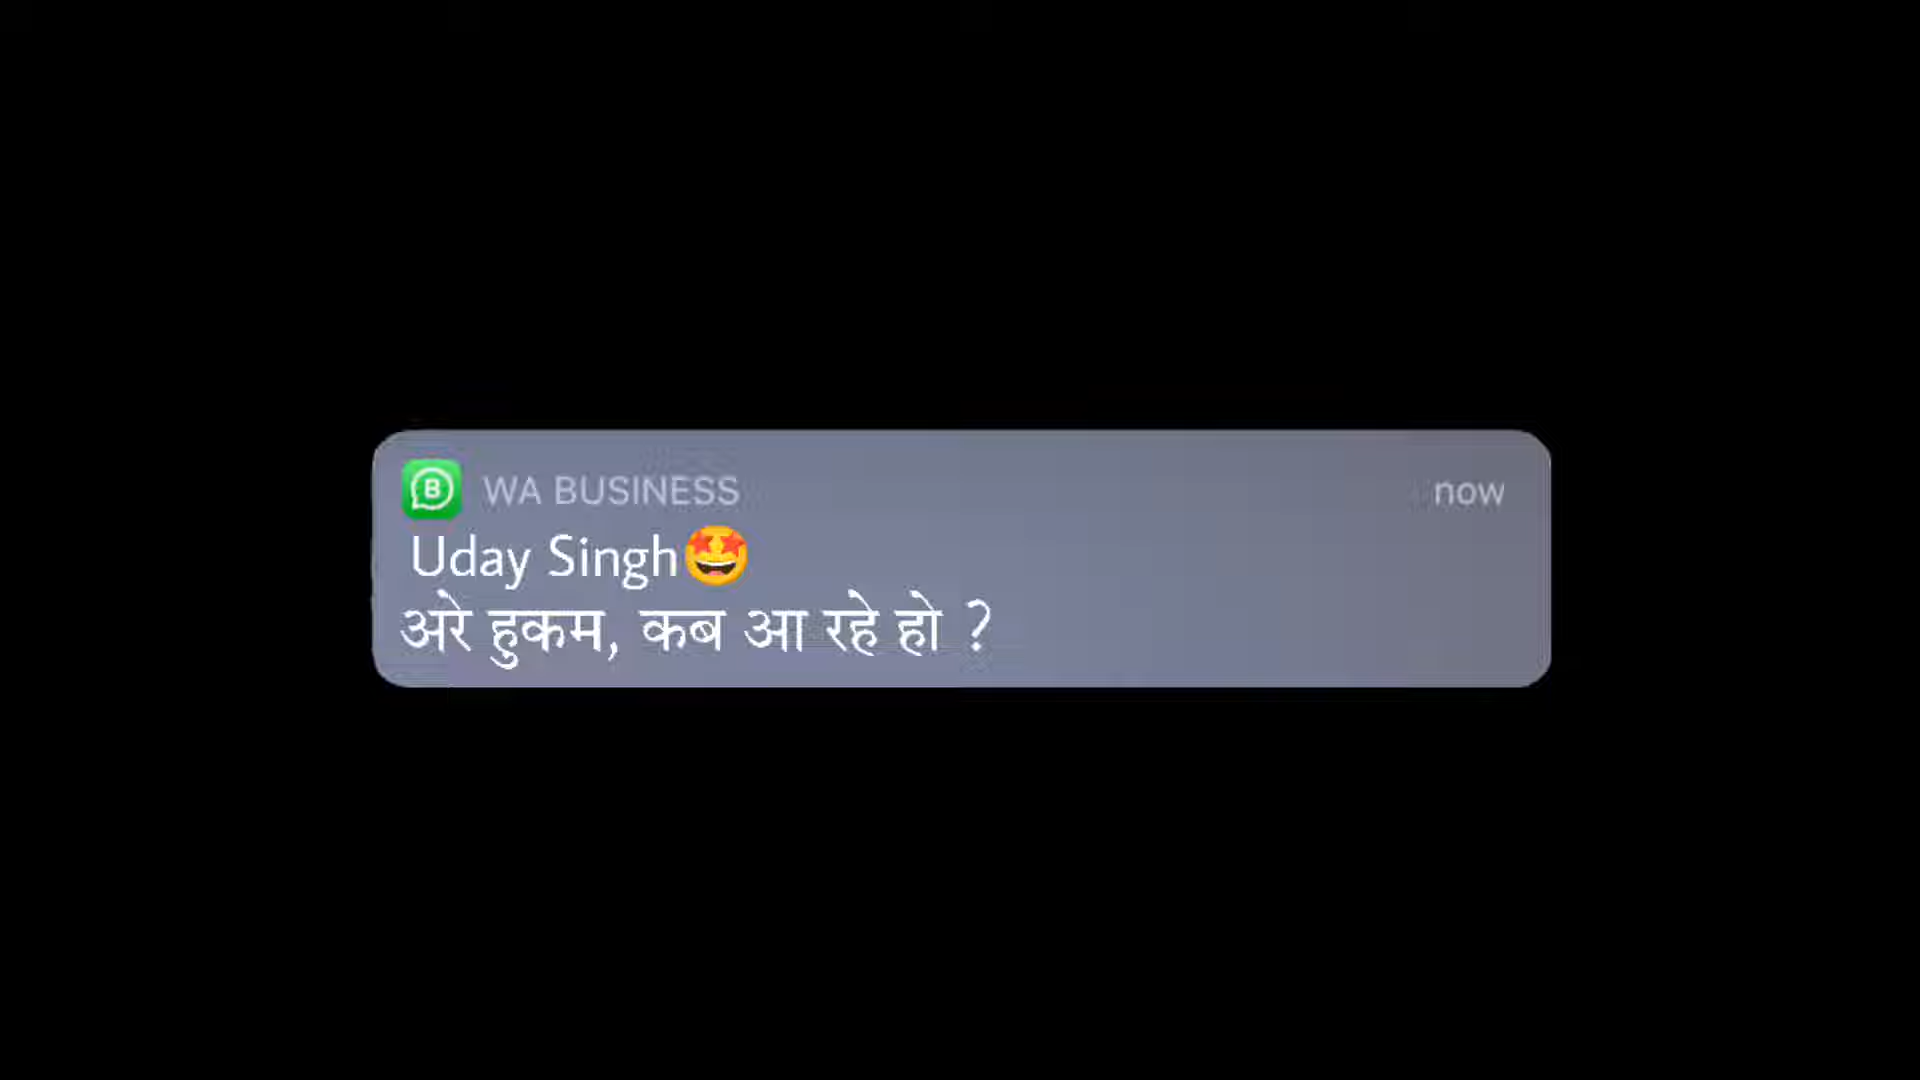 WA BUSINESS now
Uday Singh🤩
अरे हुकम, कब आ रहे हो ?